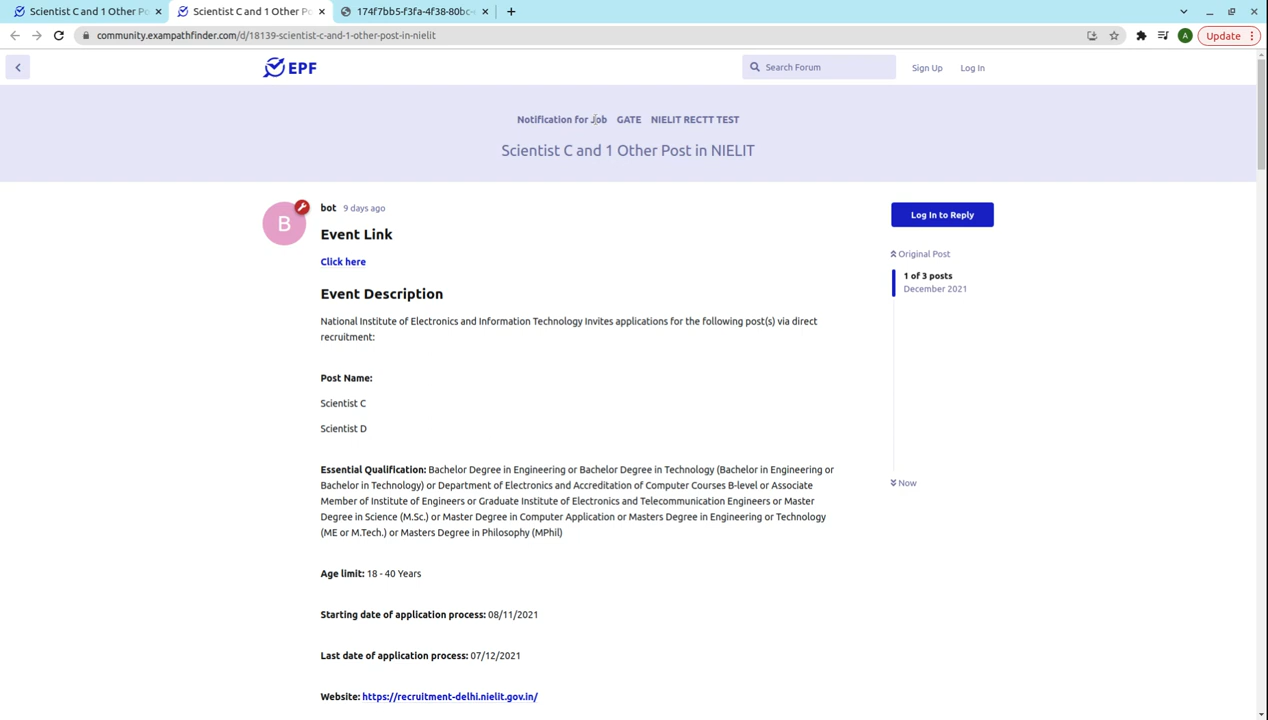 Scientist C and 1 Other Po
Scientist C and 1 Other Po
174f7bb5-f3fa-4f38-80bc-
community.exampathfinder.com/d/18139-scientist-c-and-1-other-post-in-nielit
A
Update
EPF
Search Forum
Sign Up
Log In
Notification for Job GATE NIELIT RECTT TEST
Scientist C and 1 Other Post in NIELIT
B
bot 9 days ago
Event Link
Click here
Event Description
National Institute of Electronics and Information Technology Invites applications for the following post(s) via direct
recruitment:
Post Name:
Scientist C
Scientist D
Essential Qualification: Bachelor Degree in Engineering or Bachelor Degree in Technology (Bachelor in Engineering or
Bachelor in Technology) or Department of Electronics and Accreditation of Computer Courses B-level or Associate
Member of Institute of Engineers or Graduate Institute of Electronics and Telecommunication Engineers or Master
Degree in Science (M.Sc.) or Master Degree in Computer Application or Masters Degree in Engineering or Technology
(ME or M.Tech.) or Masters Degree in Philosophy (MPhil)
Age limit: 18 - 40 Years
Starting date of application process: 08/11/2021
Last date of application process: 07/12/2021
Website: https://recruitment-delhi.nielit.gov.in/
Log In to Reply
Original Post
1 of 3 posts
December 2021
Now